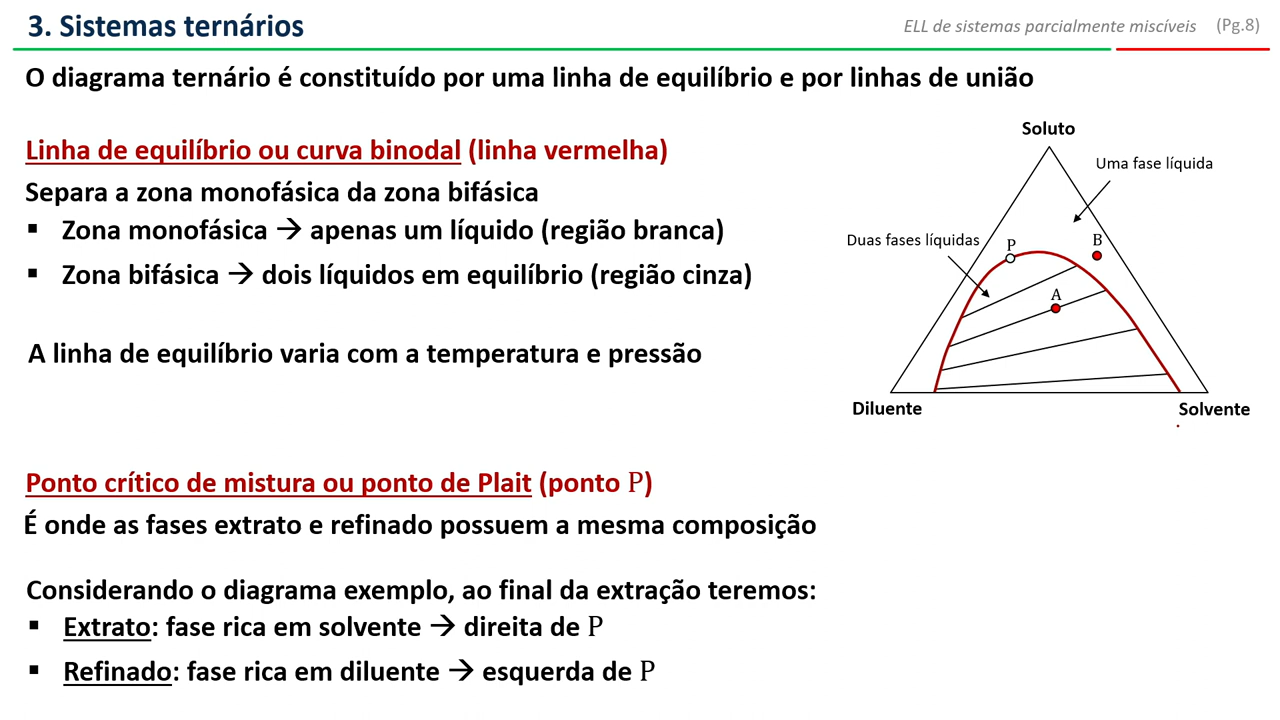 3. Sistemas ternários
ELL de sistemas parcialmente miscíveis (Pg.8)
O diagrama ternário é constituído por uma linha de equilíbrio e por linhas de união
Linha de equilíbrio ou curva binodal (linha vermelha)
Separa a zona monofásica da zona bifásica
▪ Zona monofásica → apenas um líquido (região branca)
▪ Zona bifásica → dois líquidos em equilíbrio (região cinza)
A linha de equilíbrio varia com a temperatura e pressão
Soluto
Uma fase líquida
Duas fases líquidas
P
B
A
Diluente
Solvente
Ponto crítico de mistura ou ponto de Plait (ponto P)
É onde as fases extrato e refinado possuem a mesma composição
Considerando o diagrama exemplo, ao final da extração teremos:
▪ Extrato: fase rica em solvente → direita de P
▪ Refinado: fase rica em diluente → esquerda de P